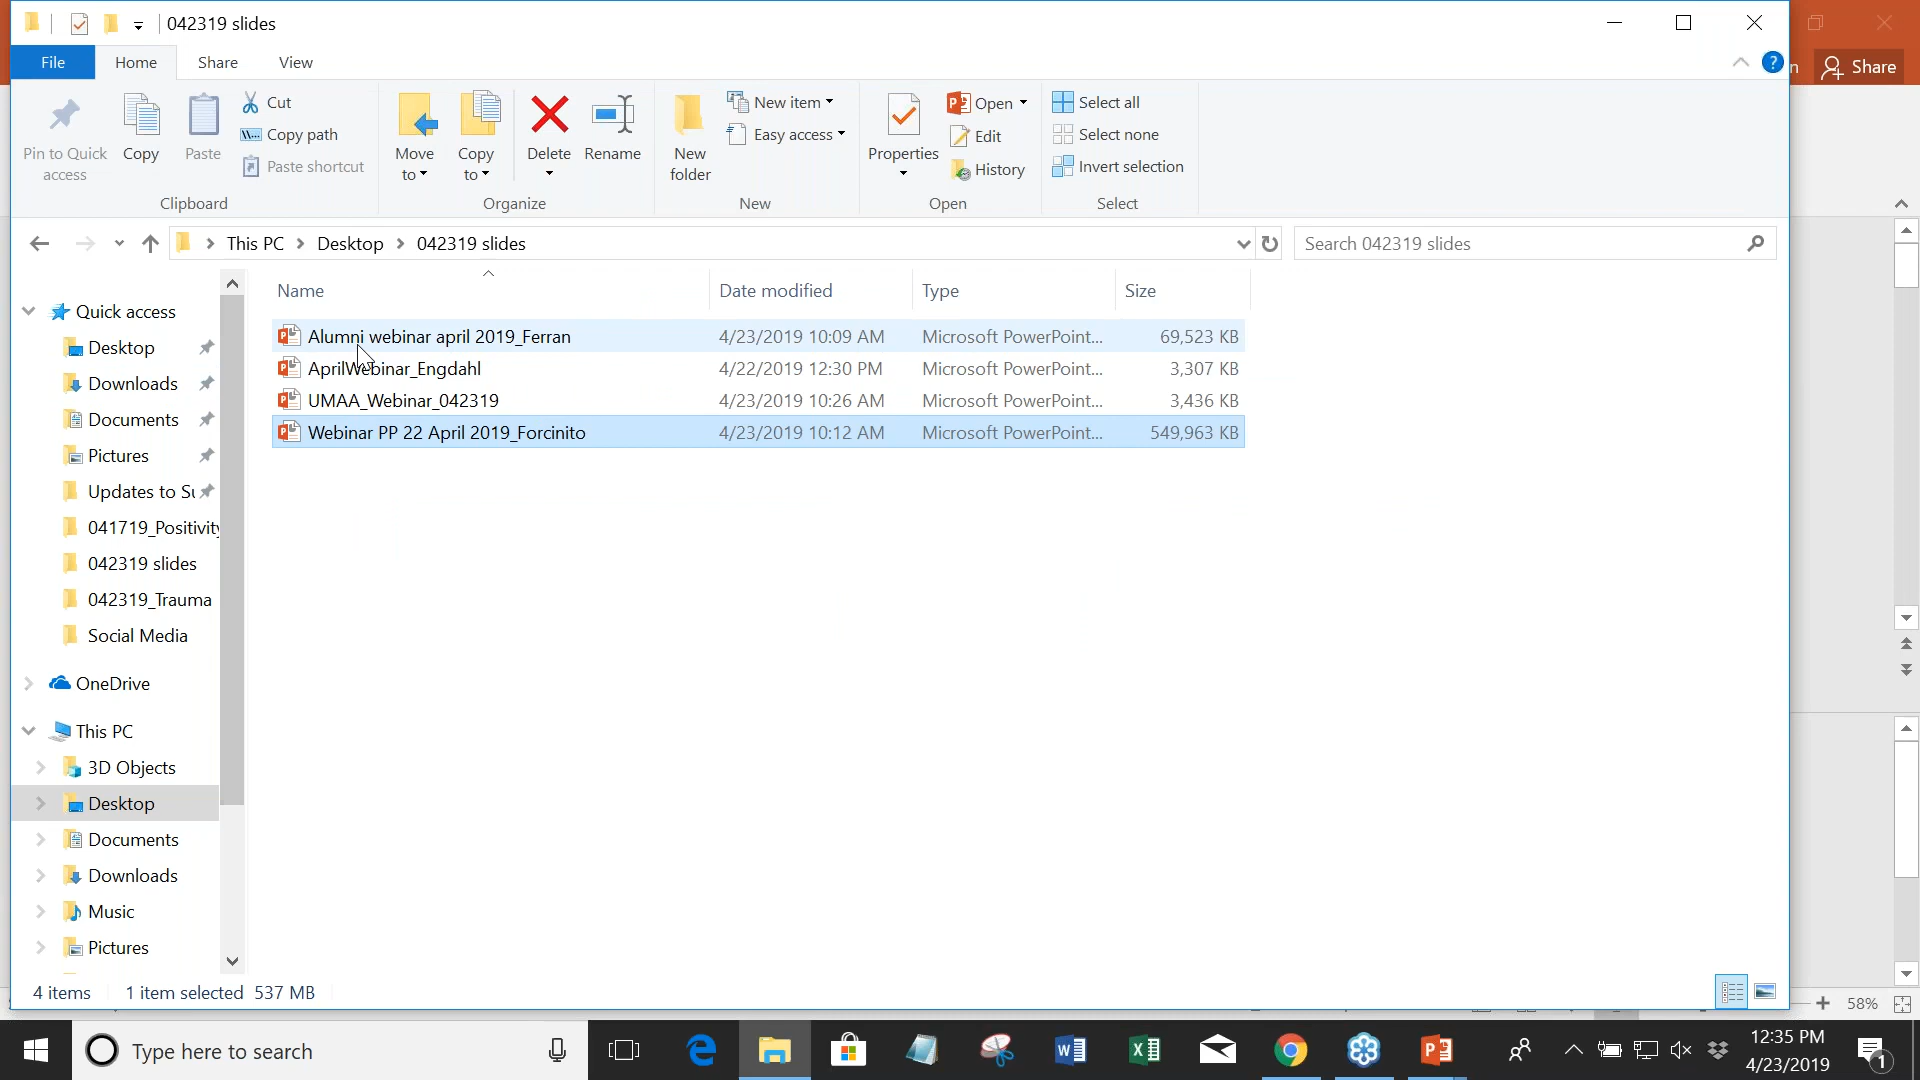 042319 slides
File Home Share View
Share
Pin to Quick access
Copy
Paste
Cut
Copy path
Paste shortcut
Clipboard
Move to
Copy to
Delete
Rename
Organize
New folder
New item
Easy access
New
Properties
Open
Edit
History
Open
Select all
Select none
Invert selection
Select
This PC Desktop 042319 slides
Search 042319 slides
Name Date modified Type Size
Alumni webinar april 2019_Ferran 4/23/2019 10:09 AM Microsoft PowerPoint... 69,523 KB
AprilWebinar_Engdahl 4/22/2019 12:30 PM Microsoft PowerPoint... 3,307 KB
UMAA_Webinar_042319 4/23/2019 10:26 AM Microsoft PowerPoint... 3,436 KB
Webinar PP 22 April 2019_Forcinito 4/23/2019 10:12 AM Microsoft PowerPoint... 549,963 KB
Quick access
Desktop
Downloads
Documents
Pictures
Updates to Su
041719_Positivity
042319 slides
042319_Trauma
Social Media
OneDrive
This PC
3D Objects
Desktop
Documents
Downloads
Music
Pictures
4 items 1 item selected 537 MB
58%
Type here to search
12:35 PM
4/23/2019
1